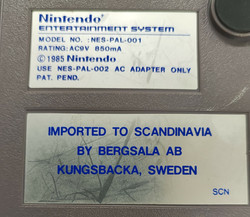 Nintendo
ENTERTAINMENT SYSTEM
MODEL NO. :NES-PAL-001
RATING:AC9V 850mA
©1985 Nintendo
USE NES-PAL-002 AC ADAPTER ONLY
PAT. PEND.
IMPORTED TO SCANDINAVIA
BY BERGSALA AB
KUNGSBACKA, SWEDEN
SCN